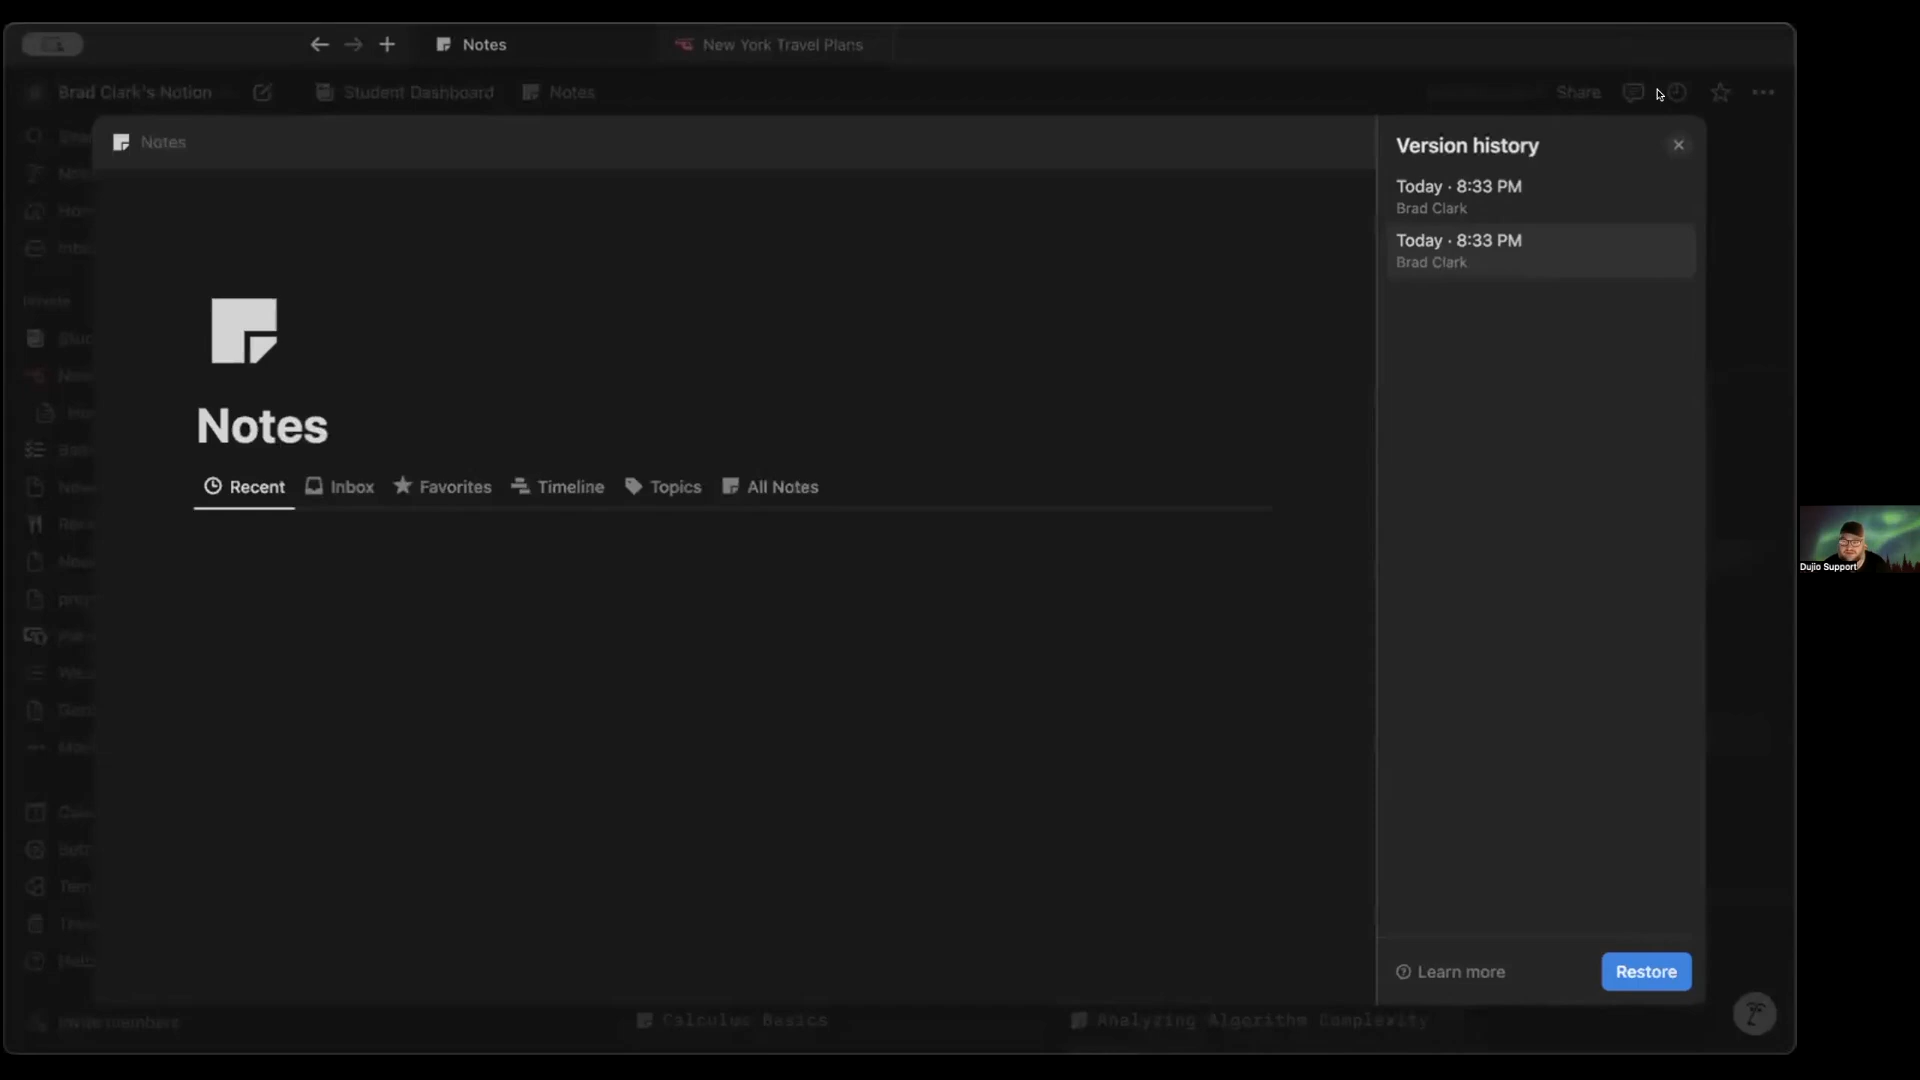 Notes
New York Travel Plans
Brad Clark's Notion
Student Dashboard
Notes
Share
Notes
Version history
Today · 8:33 PM
Brad Clark
Today · 8:33 PM
Brad Clark
Notes
Recent
Inbox
Favorites
Timeline
Topics
All Notes
Dujio Support
Learn more
Restore
Invite members
Calculus Basics
Analyzing Algorithm Complexity